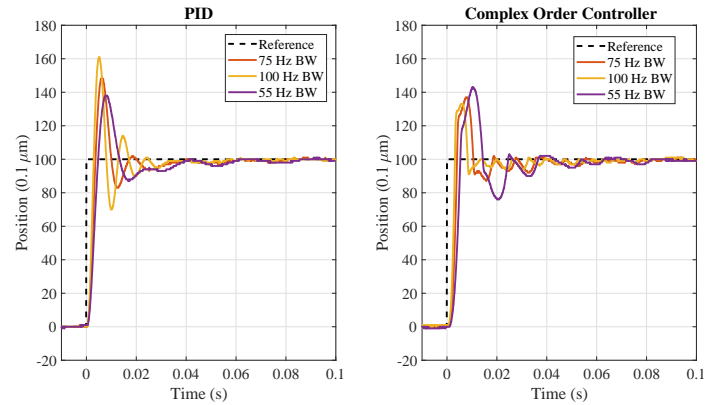 PID
Complex Order Controller
180
160
140
120
100
80
60
40
20
0
-20
Position (0.1 μm)
0
0.02
0.04
0.06
0.08
0.1
Time (s)
Reference
75 Hz BW
100 Hz BW
55 Hz BW
180
160
140
120
100
80
60
40
20
0
-20
Position (0.1 μm)
0
0.02
0.04
0.06
0.08
0.1
Time (s)
Reference
75 Hz BW
100 Hz BW
55 Hz BW